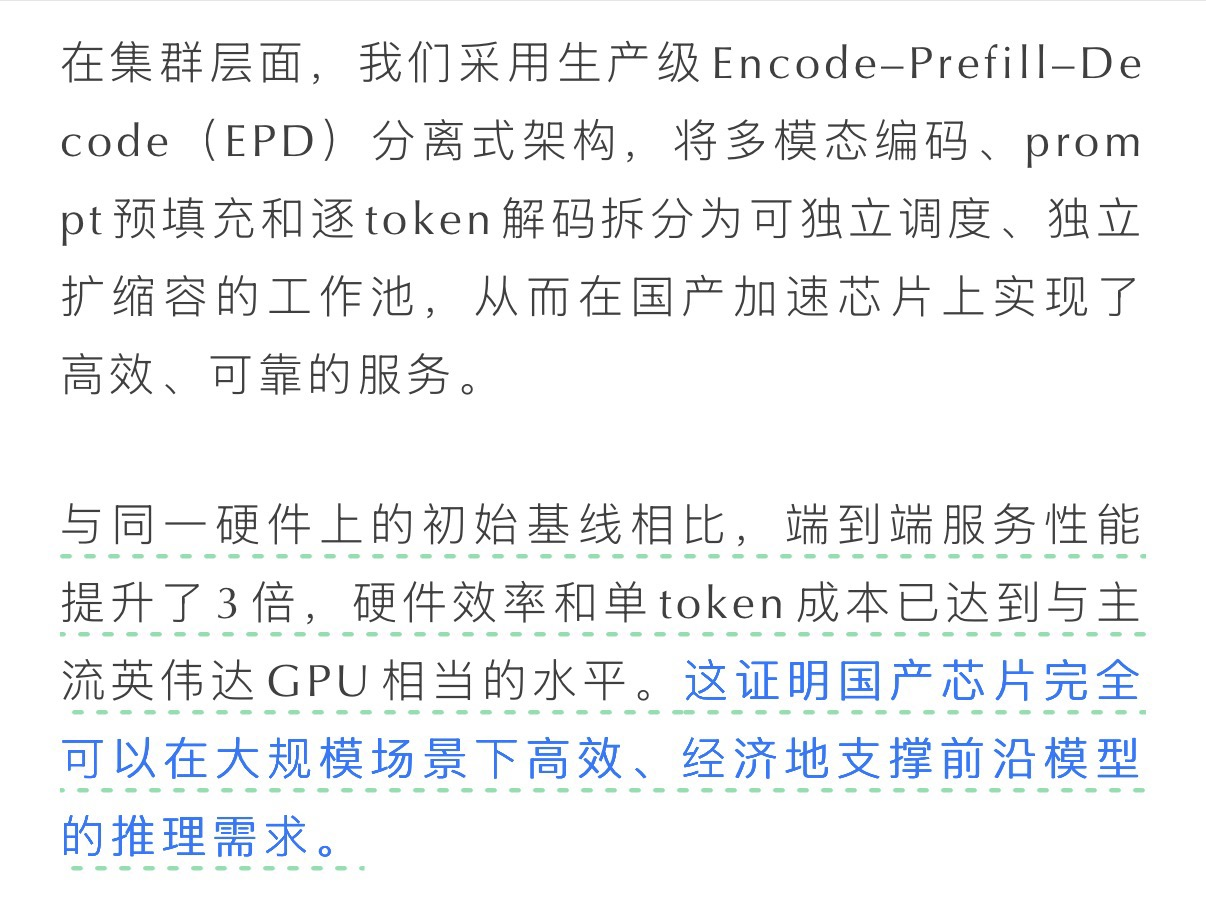 在集群层面，我们采用生产级Encode–Prefill–De
code（EPD）分离式架构，将多模态编码、prom
pt预填充和逐token解码拆分为可独立调度、独立
扩缩容的工作池，从而在国产加速芯片上实现了
高效、可靠的服务。
与同一硬件上的初始基线相比，端到端服务性能
提升了3倍，硬件效率和单token成本已达到与主
流英伟达GPU相当的水平。这证明国产芯片完全
可以在大规模场景下高效、经济地支撑前沿模型
的推理需求。